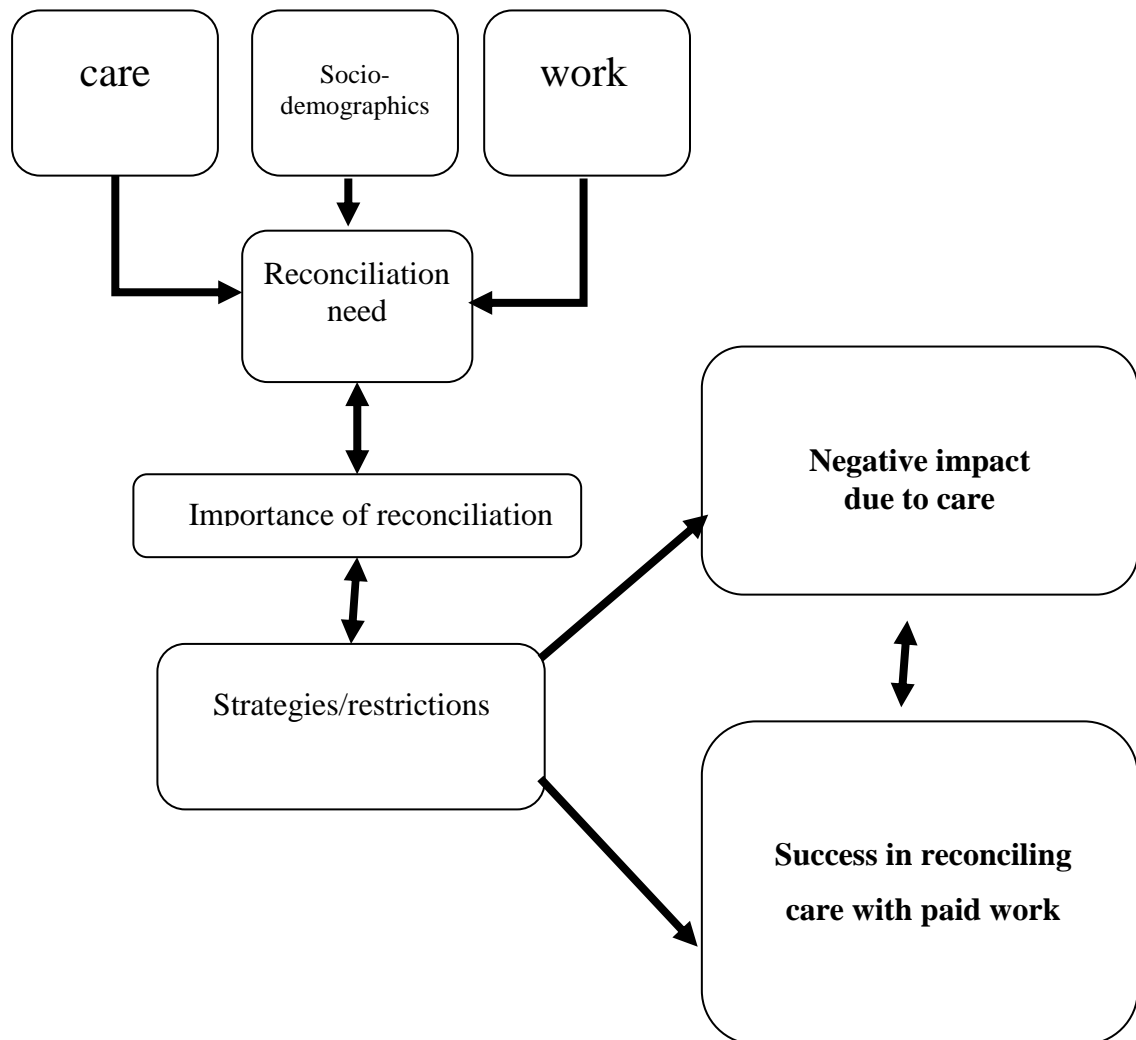 care
Socio-
demographics
work
Reconciliation
need
Importance of reconciliation
Strategies/restrictions
Negative impact
due to care
Success in reconciling
care with paid work